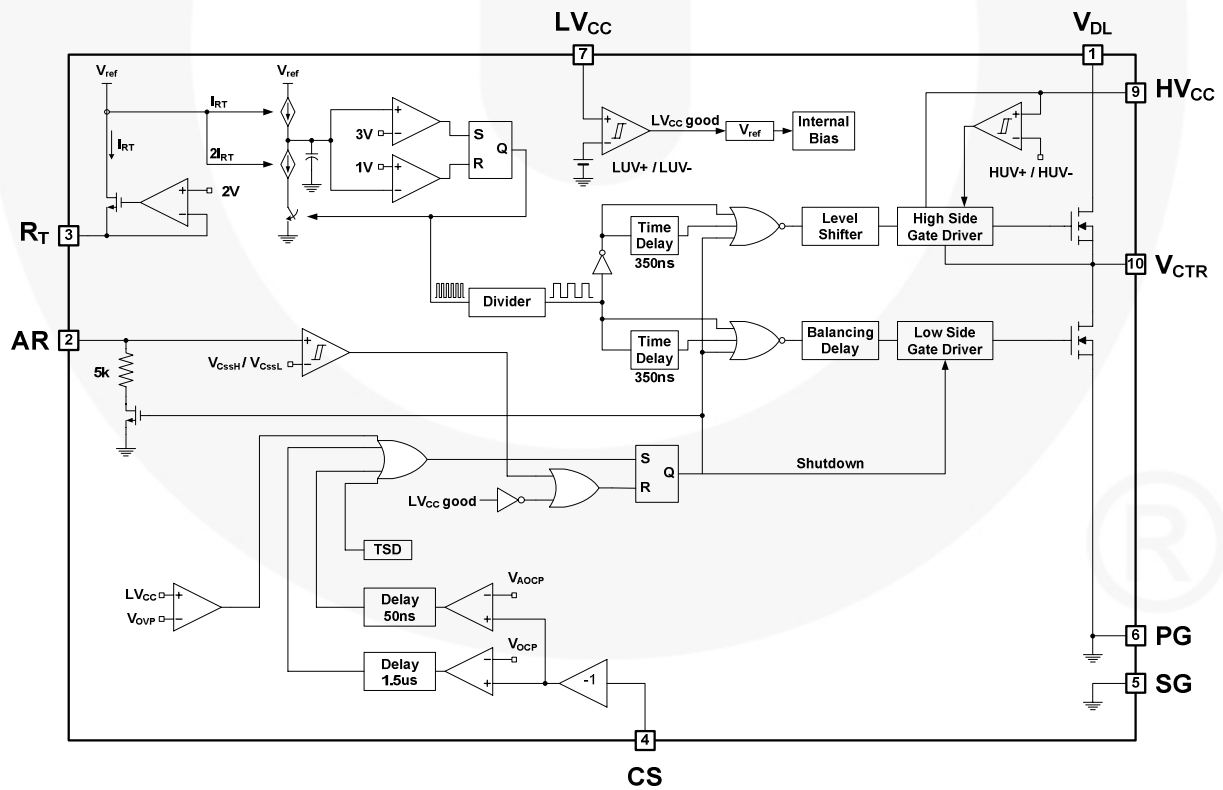 LVCC
VDL
7
1
Vref
Vref
IRT
9
HVCC
3V
S
Q
R
1V
LVCC good
Vref
Internal
Bias
IRT
2IRT
LUV+ / LUV-
HUV+ / HUV-
2V
RT
3
Time
Delay
350ns
Level
Shifter
High Side
Gate Driver
10
VCTR
Divider
AR
2
Time
Delay
350ns
Balancing
Delay
Low Side
Gate Driver
VCssH / VCssL
5k
S
Q
R
Shutdown
LVCC good
TSD
LVCC
VOVP
Delay
50ns
VAOCP
Delay
1.5us
VOCP
-1
6
PG
5
SG
4
CS
®